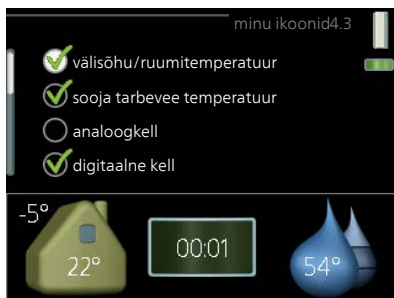 minu ikoonid4.3
välisõhu/ruumitemperatuur
sooja tarbevee temperatuur
analoogkell
digitaalne kell
-5°
22°
00:01
54°